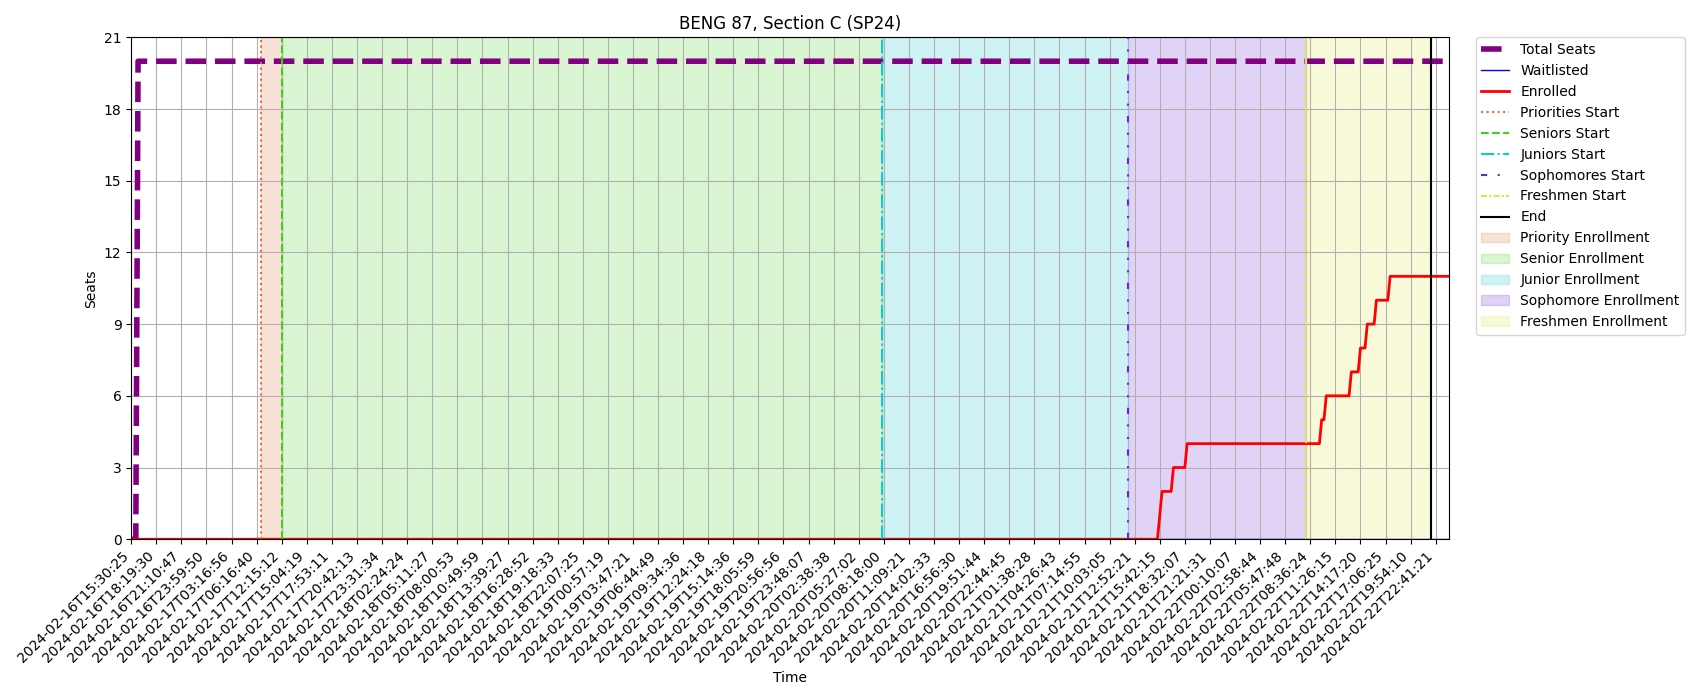 BENG 87, Section C (SP24)
21
18
15
12
9
6
3
0
Seats
2024-02-16T15:30:25
2024-02-16T18:19:30
2024-02-16T21:10:47
2024-02-16T23:59:50
2024-02-17T03:16:56
2024-02-17T06:16:40
2024-02-17T12:15:12
2024-02-17T15:04:19
2024-02-17T17:53:11
2024-02-17T20:42:13
2024-02-17T23:31:34
2024-02-18T02:24:24
2024-02-18T05:11:27
2024-02-18T08:00:53
2024-02-18T10:49:59
2024-02-18T13:39:27
2024-02-18T16:28:52
2024-02-18T19:18:33
2024-02-18T22:07:25
2024-02-19T00:57:19
2024-02-19T03:47:21
2024-02-19T06:44:49
2024-02-19T09:34:36
2024-02-19T12:24:18
2024-02-19T15:14:36
2024-02-19T18:05:59
2024-02-19T20:56:56
2024-02-19T23:48:07
2024-02-20T02:38:38
2024-02-20T05:27:02
2024-02-20T08:18:00
2024-02-20T11:09:21
2024-02-20T14:02:33
2024-02-20T16:56:30
2024-02-20T19:51:44
2024-02-20T22:44:45
2024-02-21T01:38:28
2024-02-21T04:26:43
2024-02-21T07:14:55
2024-02-21T10:03:05
2024-02-21T12:52:21
2024-02-21T15:42:15
2024-02-21T18:32:07
2024-02-21T21:21:31
2024-02-22T00:10:07
2024-02-22T02:58:44
2024-02-22T05:47:48
2024-02-22T08:36:24
2024-02-22T11:26:15
2024-02-22T14:17:20
2024-02-22T17:06:25
2024-02-22T19:54:10
2024-02-22T22:41:21
Time
Total Seats
Waitlisted
Enrolled
Priorities Start
Seniors Start
Juniors Start
Sophomores Start
Freshmen Start
End
Priority Enrollment
Senior Enrollment
Junior Enrollment
Sophomore Enrollment
Freshmen Enrollment